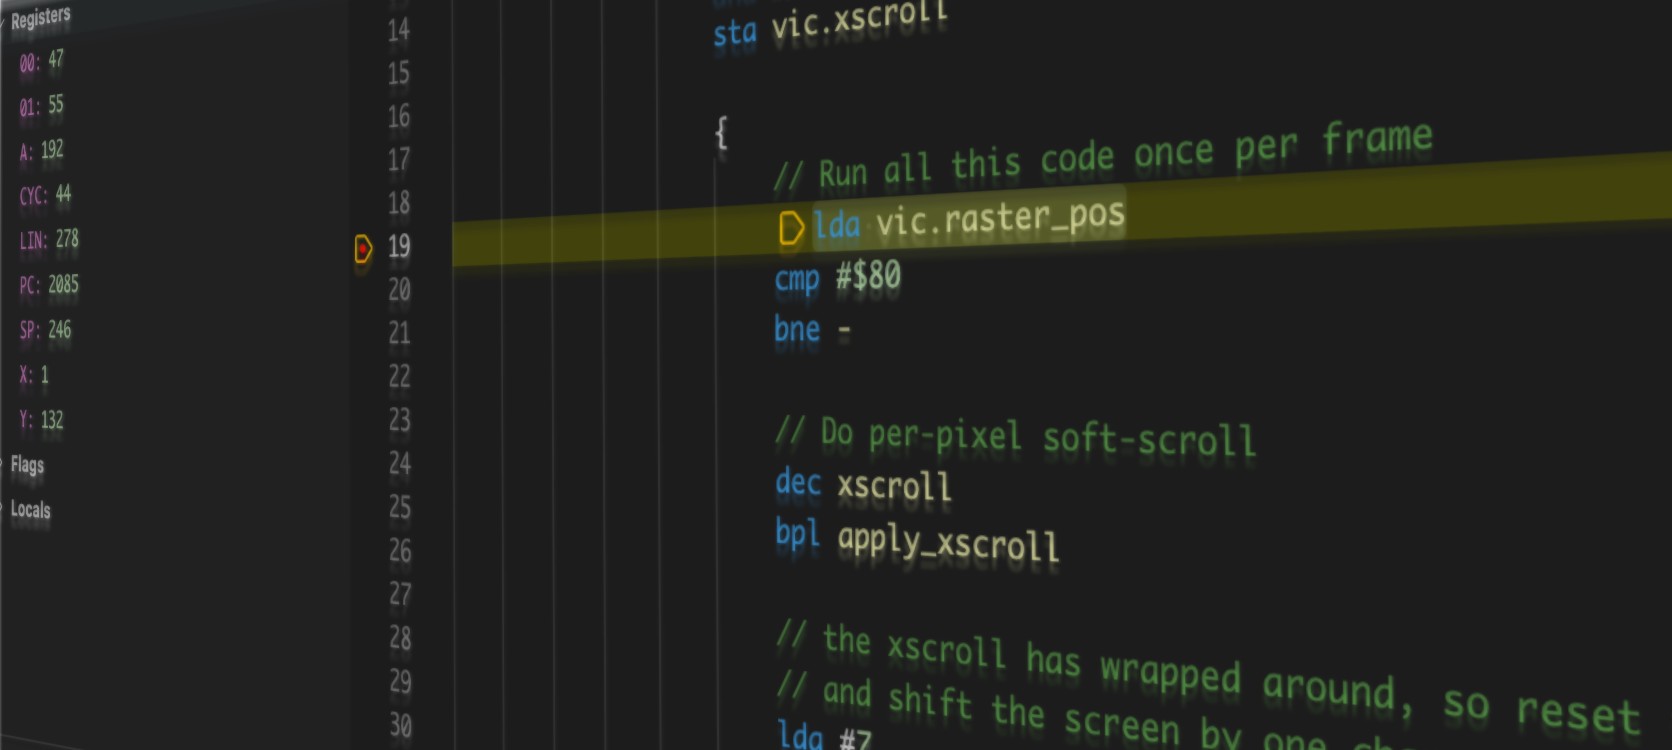 Registers
00: 47
01: 55
A: 192
CYC: 44
LIN: 278
PC: 2085
SP: 246
X: 1
Y: 132
Flags
Locals
14 sta vic.xscroll
15
16 {
17 // Run all this code once per frame
18
19 lda vic.raster_pos
20 cmp #$80
21 bne -
22
23 // Do per-pixel soft-scroll
24 dec xscroll
25 bpl apply_xscroll
26
27
28 // the xscroll has wrapped around, so reset
29 // and shift the screen by one
30 lda #7